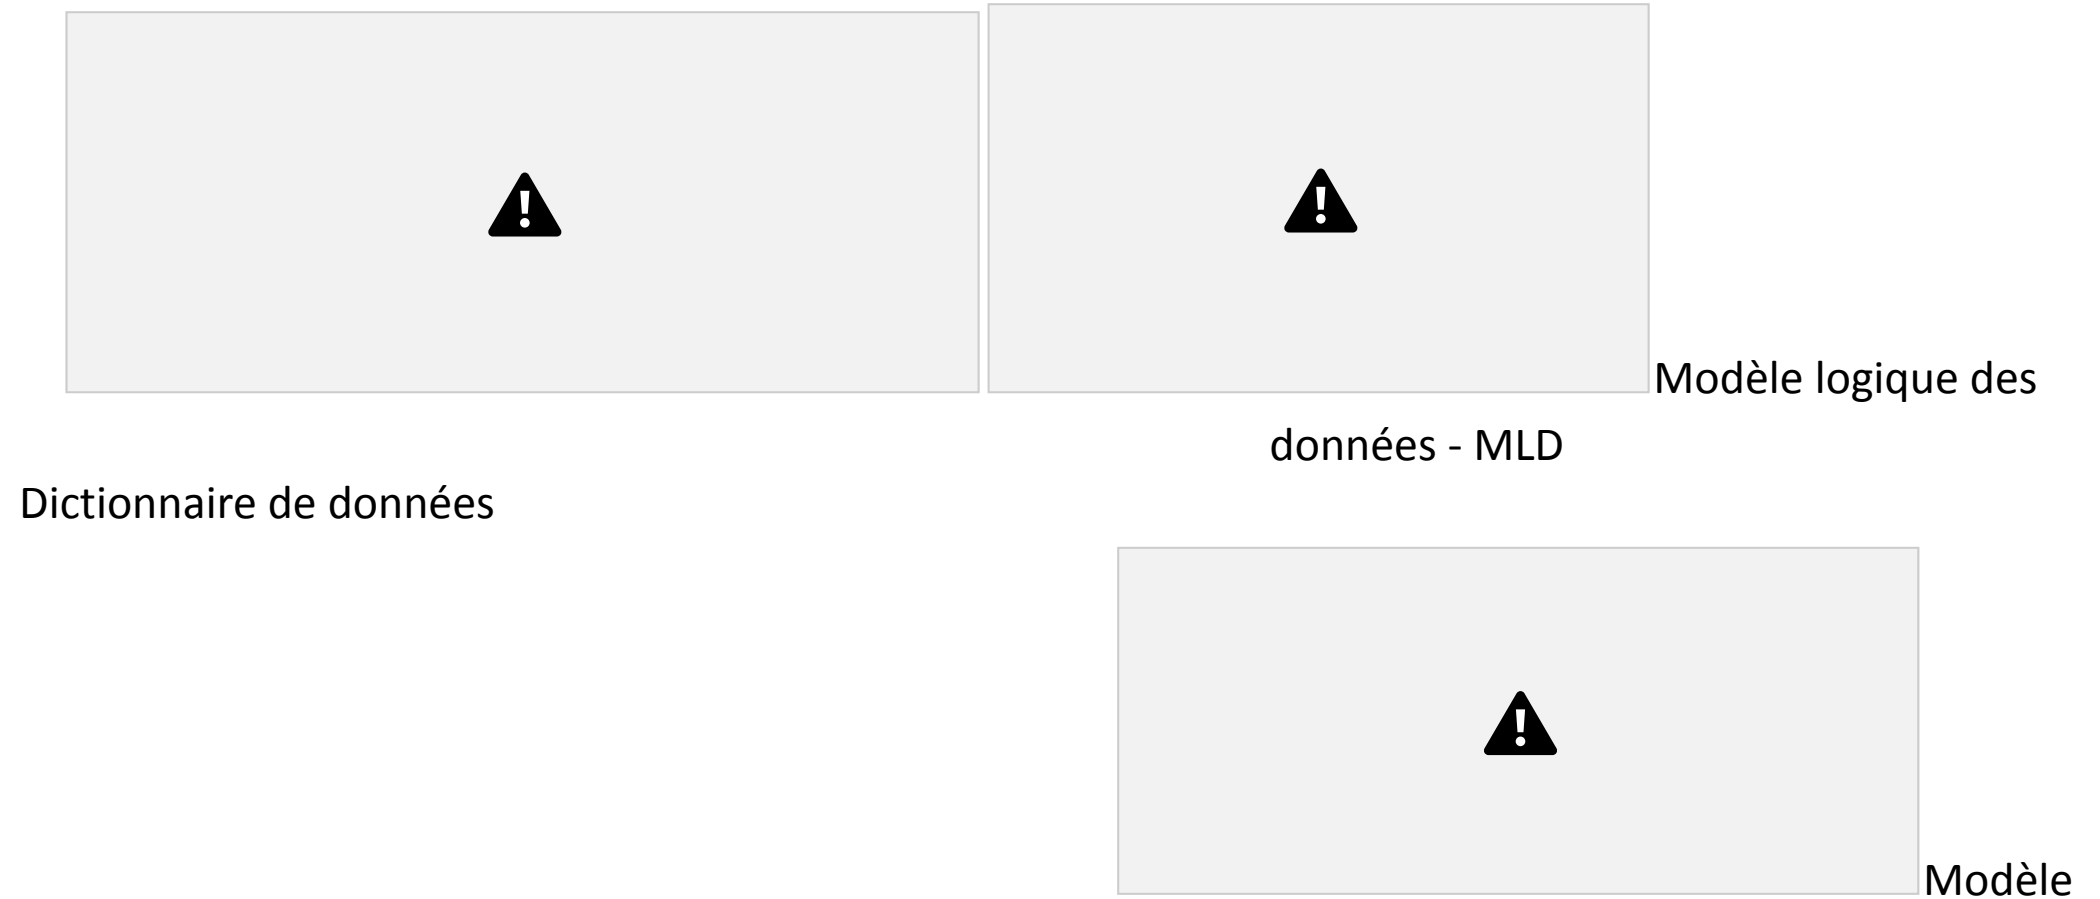 Modèle logique des
données - MLD
Dictionnaire de données
Modèle